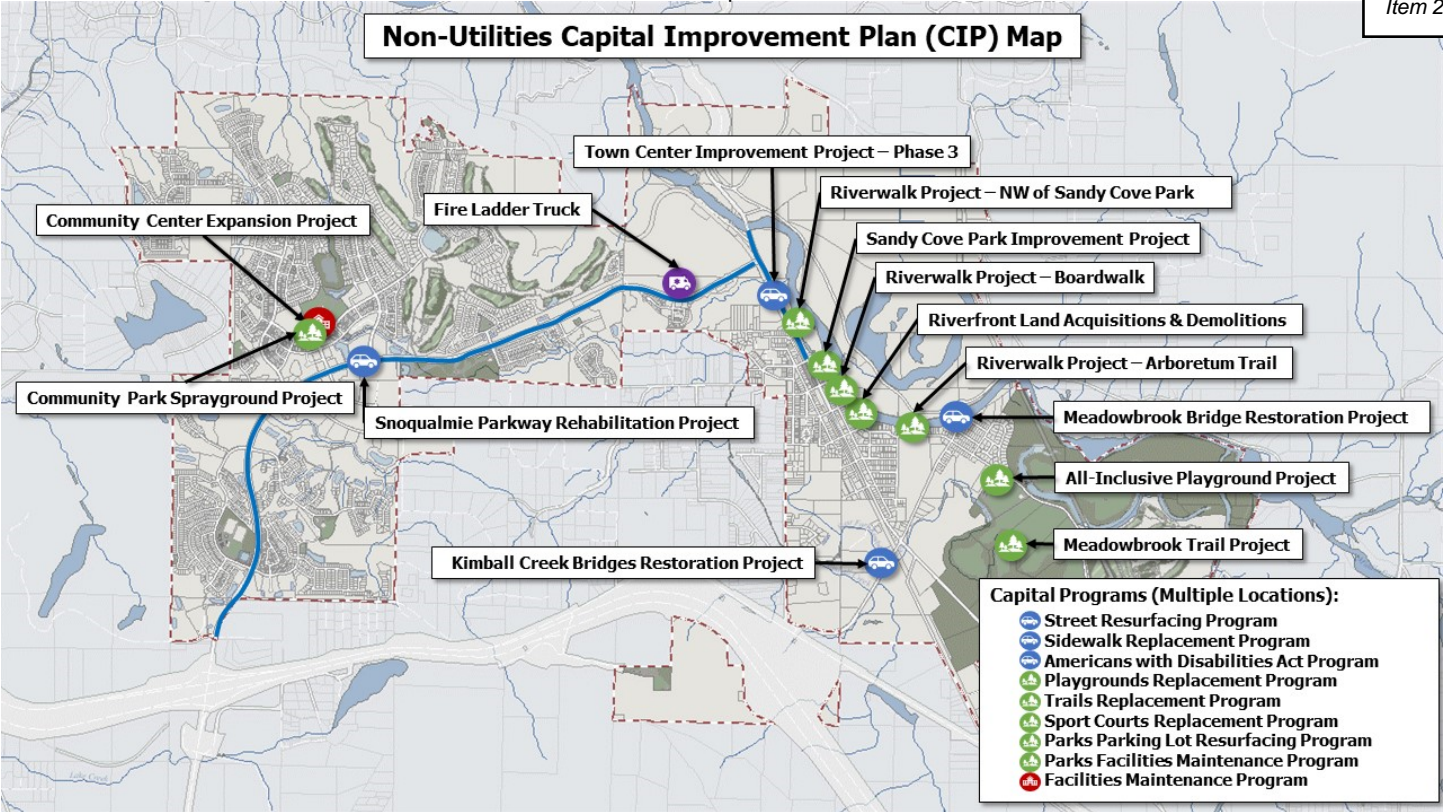 Item 2
Non-Utilities Capital Improvement Plan (CIP) Map
Town Center Improvement Project – Phase 3
Riverwalk Project – NW of Sandy Cove Park
Fire Ladder Truck
Community Center Expansion Project
Sandy Cove Park Improvement Project
Riverwalk Project – Boardwalk
Riverfront Land Acquisitions & Demolitions
Riverwalk Project – Arboretum Trail
Community Park Sprayground Project
Snoqualmie Parkway Rehabilitation Project
Meadowbrook Bridge Restoration Project
All-Inclusive Playground Project
Meadowbrook Trail Project
Kimball Creek Bridges Restoration Project
Capital Programs (Multiple Locations):
Street Resurfacing Program
Sidewalk Replacement Program
Americans with Disabilities Act Program
Playgrounds Replacement Program
Trails Replacement Program
Sport Courts Replacement Program
Parks Parking Lot Resurfacing Program
Parks Facilities Maintenance Program
Facilities Maintenance Program